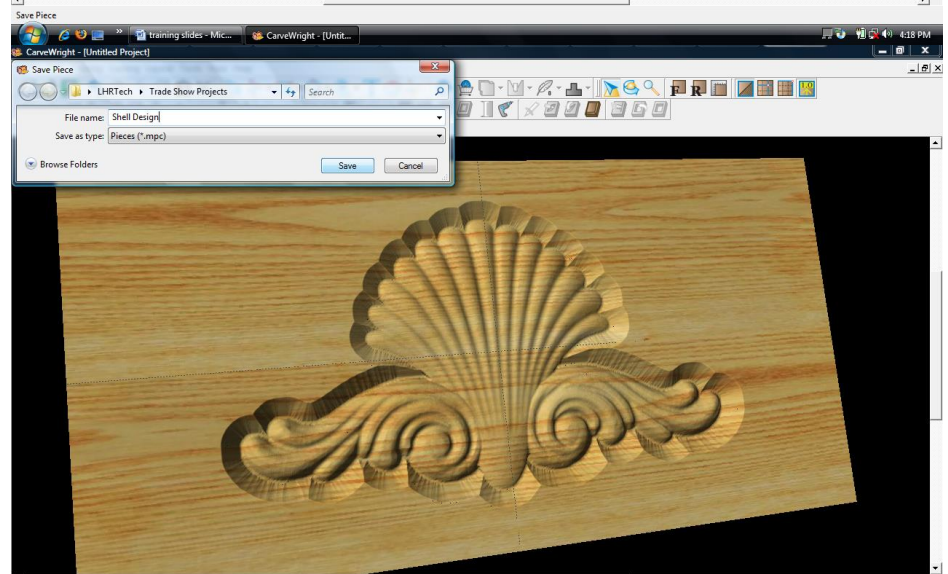 Save Piece
» training slides - Mic... CarveWright - [Untit... 4:18 PM
CarveWright - [Untitled Project]
Save Piece
LHRTech Trade Show Projects Search
File name: Shell Design
Save as type: Pieces (*.mpc)
Browse Folders Save Cancel
F R